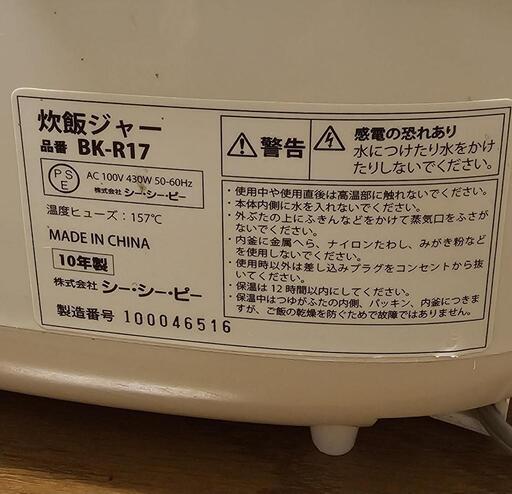 炊飯ジャー
品番 BK-R17
PS
E
AC 100V 430W 50-60Hz
株式会社 シー・シー・ピー
温度ヒューズ：157℃
MADE IN CHINA
10年製
株式会社 シー・シー・ピー
製造番号 100046516
警告
感電の恐れあり
水につけたり水をかけ
たりしないでください。
・使用中や使用直後は高温部に触れないでください。
・本体内側に水を入れないでください。
・外ぶたの上にふきんなどをかけて蒸気口をふさが
ないでください。
・内釜に金属へら、ナイロンたわし、みがき粉など
を使用しないでください。
・使用時以外は差し込みプラグをコンセントから抜
いてください。
・保温は12時間以内にしてください。
・保温中はつゆがふたの内側、パッキン、内釜につきま
すが、ご飯の乾燥を防ぐためで故障ではありません。